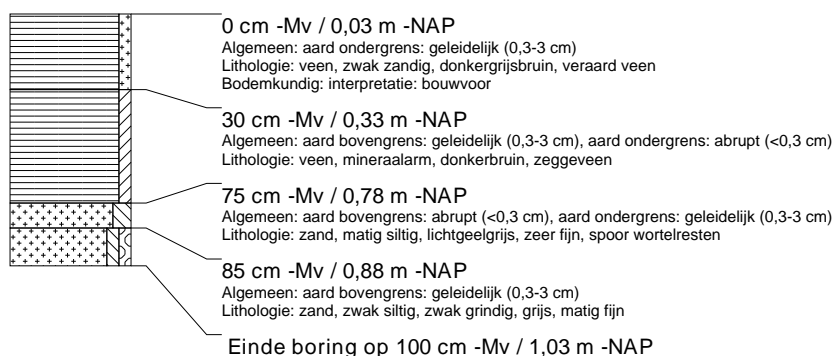 0 cm -Mv / 0,03 m -NAP
Algemeen: aard ondergrens: geleidelijk (0,3-3 cm)
Lithologie: veen, zwak zandig, donkergrijsbruin, veraard veen
Bodemkundig: interpretatie: bouwvoor
30 cm -Mv / 0,33 m -NAP
Algemeen: aard bovengrens: geleidelijk (0,3-3 cm), aard ondergrens: abrupt (<0,3 cm)
Lithologie: veen, mineraalarm, donkerbruin, zeggeveen
75 cm -Mv / 0,78 m -NAP
Algemeen: aard bovengrens: abrupt (<0,3 cm), aard ondergrens: geleidelijk (0,3-3 cm)
Lithologie: zand, matig siltig, lichtgeelgrijs, zeer fijn, spoor wortelresten
85 cm -Mv / 0,88 m -NAP
Algemeen: aard bovengrens: geleidelijk (0,3-3 cm)
Lithologie: zand, zwak siltig, zwak grindig, grijs, matig fijn
Einde boring op 100 cm -Mv / 1,03 m -NAP